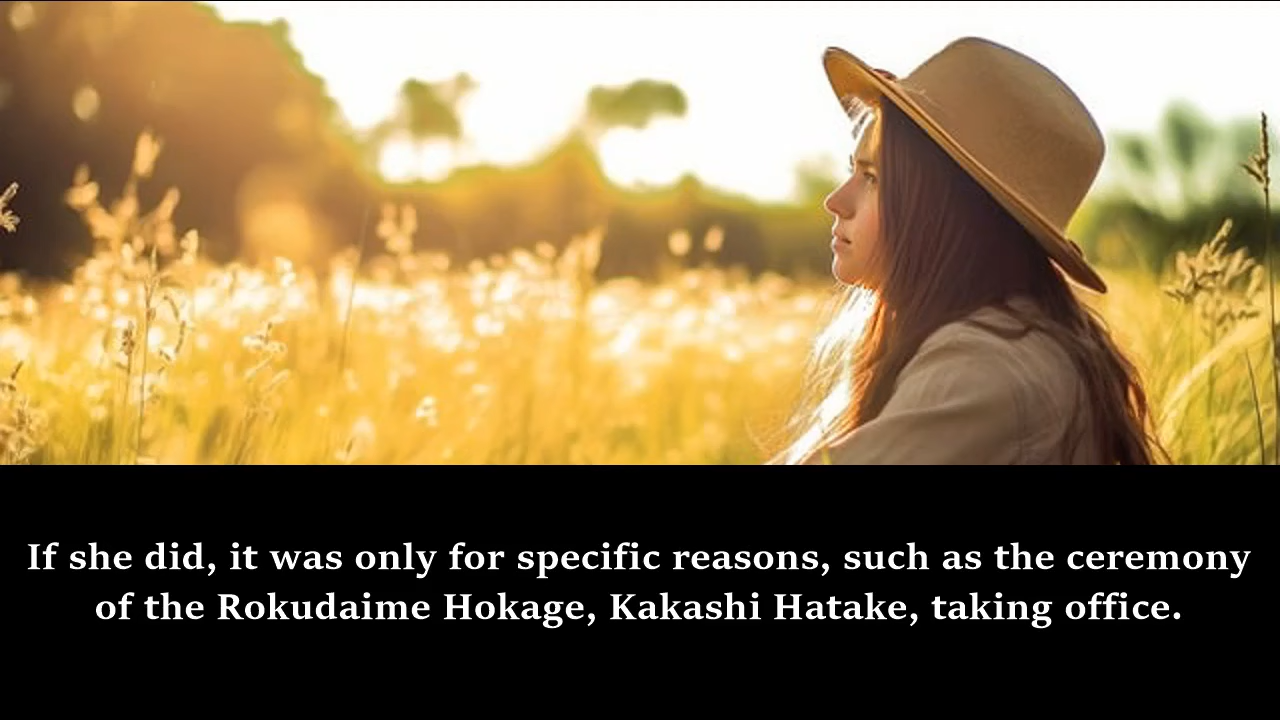 If she did, it was only for specific reasons, such as the ceremony
of the Rokudaime Hokage, Kakashi Hatake, taking office.